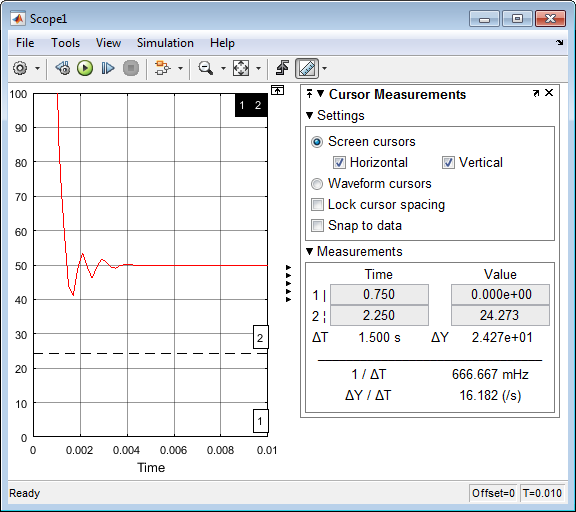 Scope1
File Tools View Simulation Help
Cursor Measurements
Settings
Screen cursors
Horizontal Vertical
Waveform cursors
Lock cursor spacing
Snap to data
Measurements
Time Value
1 | 0.750 0.000e+00
2 ¦ 2.250 24.273
ΔT 1.500 s ΔY 2.427e+01
1 / ΔT 666.667 mHz
ΔY / ΔT 16.182 (/s)
1 2
100
90
80
70
60
50
40
30
2
20
10
1
0
0 0.002 0.004 0.006 0.008 0.01
Time
Ready Offset=0 T=0.010